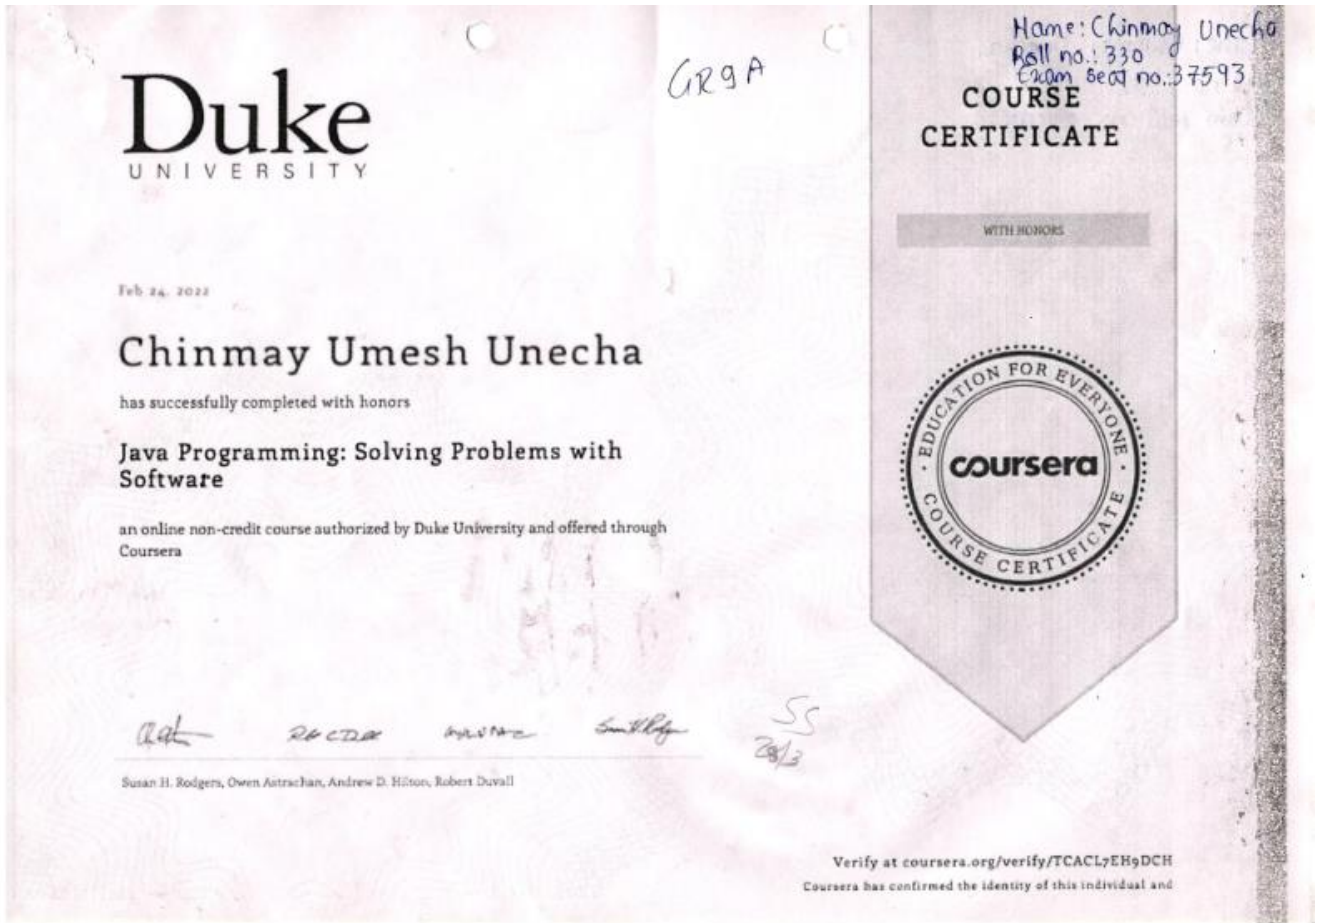 Name: Chinmay Unecha
Roll no.: 330
Exam Seat no.:37593
GR9A
Duke
UNIVERSITY
COURSE
CERTIFICATE
WITH HONORS
Feb 24, 2022
Chinmay Umesh Unecha
has successfully completed with honors
Java Programming: Solving Problems with
Software
an online non-credit course authorized by Duke University and offered through
Coursera
EDUCATION FOR EVERYONE
coursera
COURSE CERTIFICATE
SS
28/3
Susan H. Rodgers, Owen Astrachan, Andrew D. Hilton, Robert Duvall
Verify at coursera.org/verify/TCACL7EH9DCH
Coursera has confirmed the identity of this individual and